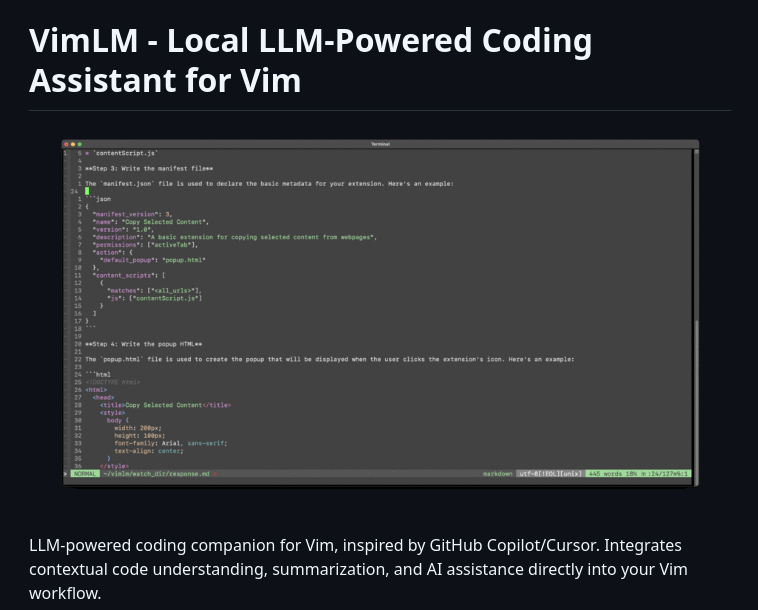 VimLM - Local LLM-Powered Coding
Assistant for Vim
Terminal
1 5 * `contentScript.js`
4
3 **Step 3: Write the manifest file**
2
1 The `manifest.json` file is used to declare the basic metadata for your extension. Here's an example:
24
1 ```json
2 {
3 "manifest_version": 3,
4 "name": "Copy Selected Content",
5 "version": "1.0",
6 "description": "A basic extension for copying selected content from webpages",
7 "permissions": ["activeTab"],
8 "action": {
9 "default_popup": "popup.html"
10 },
11 "content_scripts": [
12 {
13 "matches": ["<all_urls>"],
14 "js": ["contentScript.js"]
15 }
16 ]
17 }
18 ```
19
20 **Step 4: Write the popup HTML**
21
22 The `popup.html` file is used to create the popup that will be displayed when the user clicks the extension's icon. Here's an example:
23
24 ```html
25 <!DOCTYPE html>
26 <html>
27 <head>
28 <title>Copy Selected Content</title>
29 <style>
30 body {
31 width: 200px;
32 height: 100px;
33 font-family: Arial, sans-serif;
34 text-align: center;
35 }
36 </style>
NORMAL ~/vimlm/watch_dir/response.md markdown utf-8[!EOL][unix] 445 words 18%
LLM-powered coding companion for Vim, inspired by GitHub Copilot/Cursor. Integrates
contextual code understanding, summarization, and AI assistance directly into your Vim
workflow.